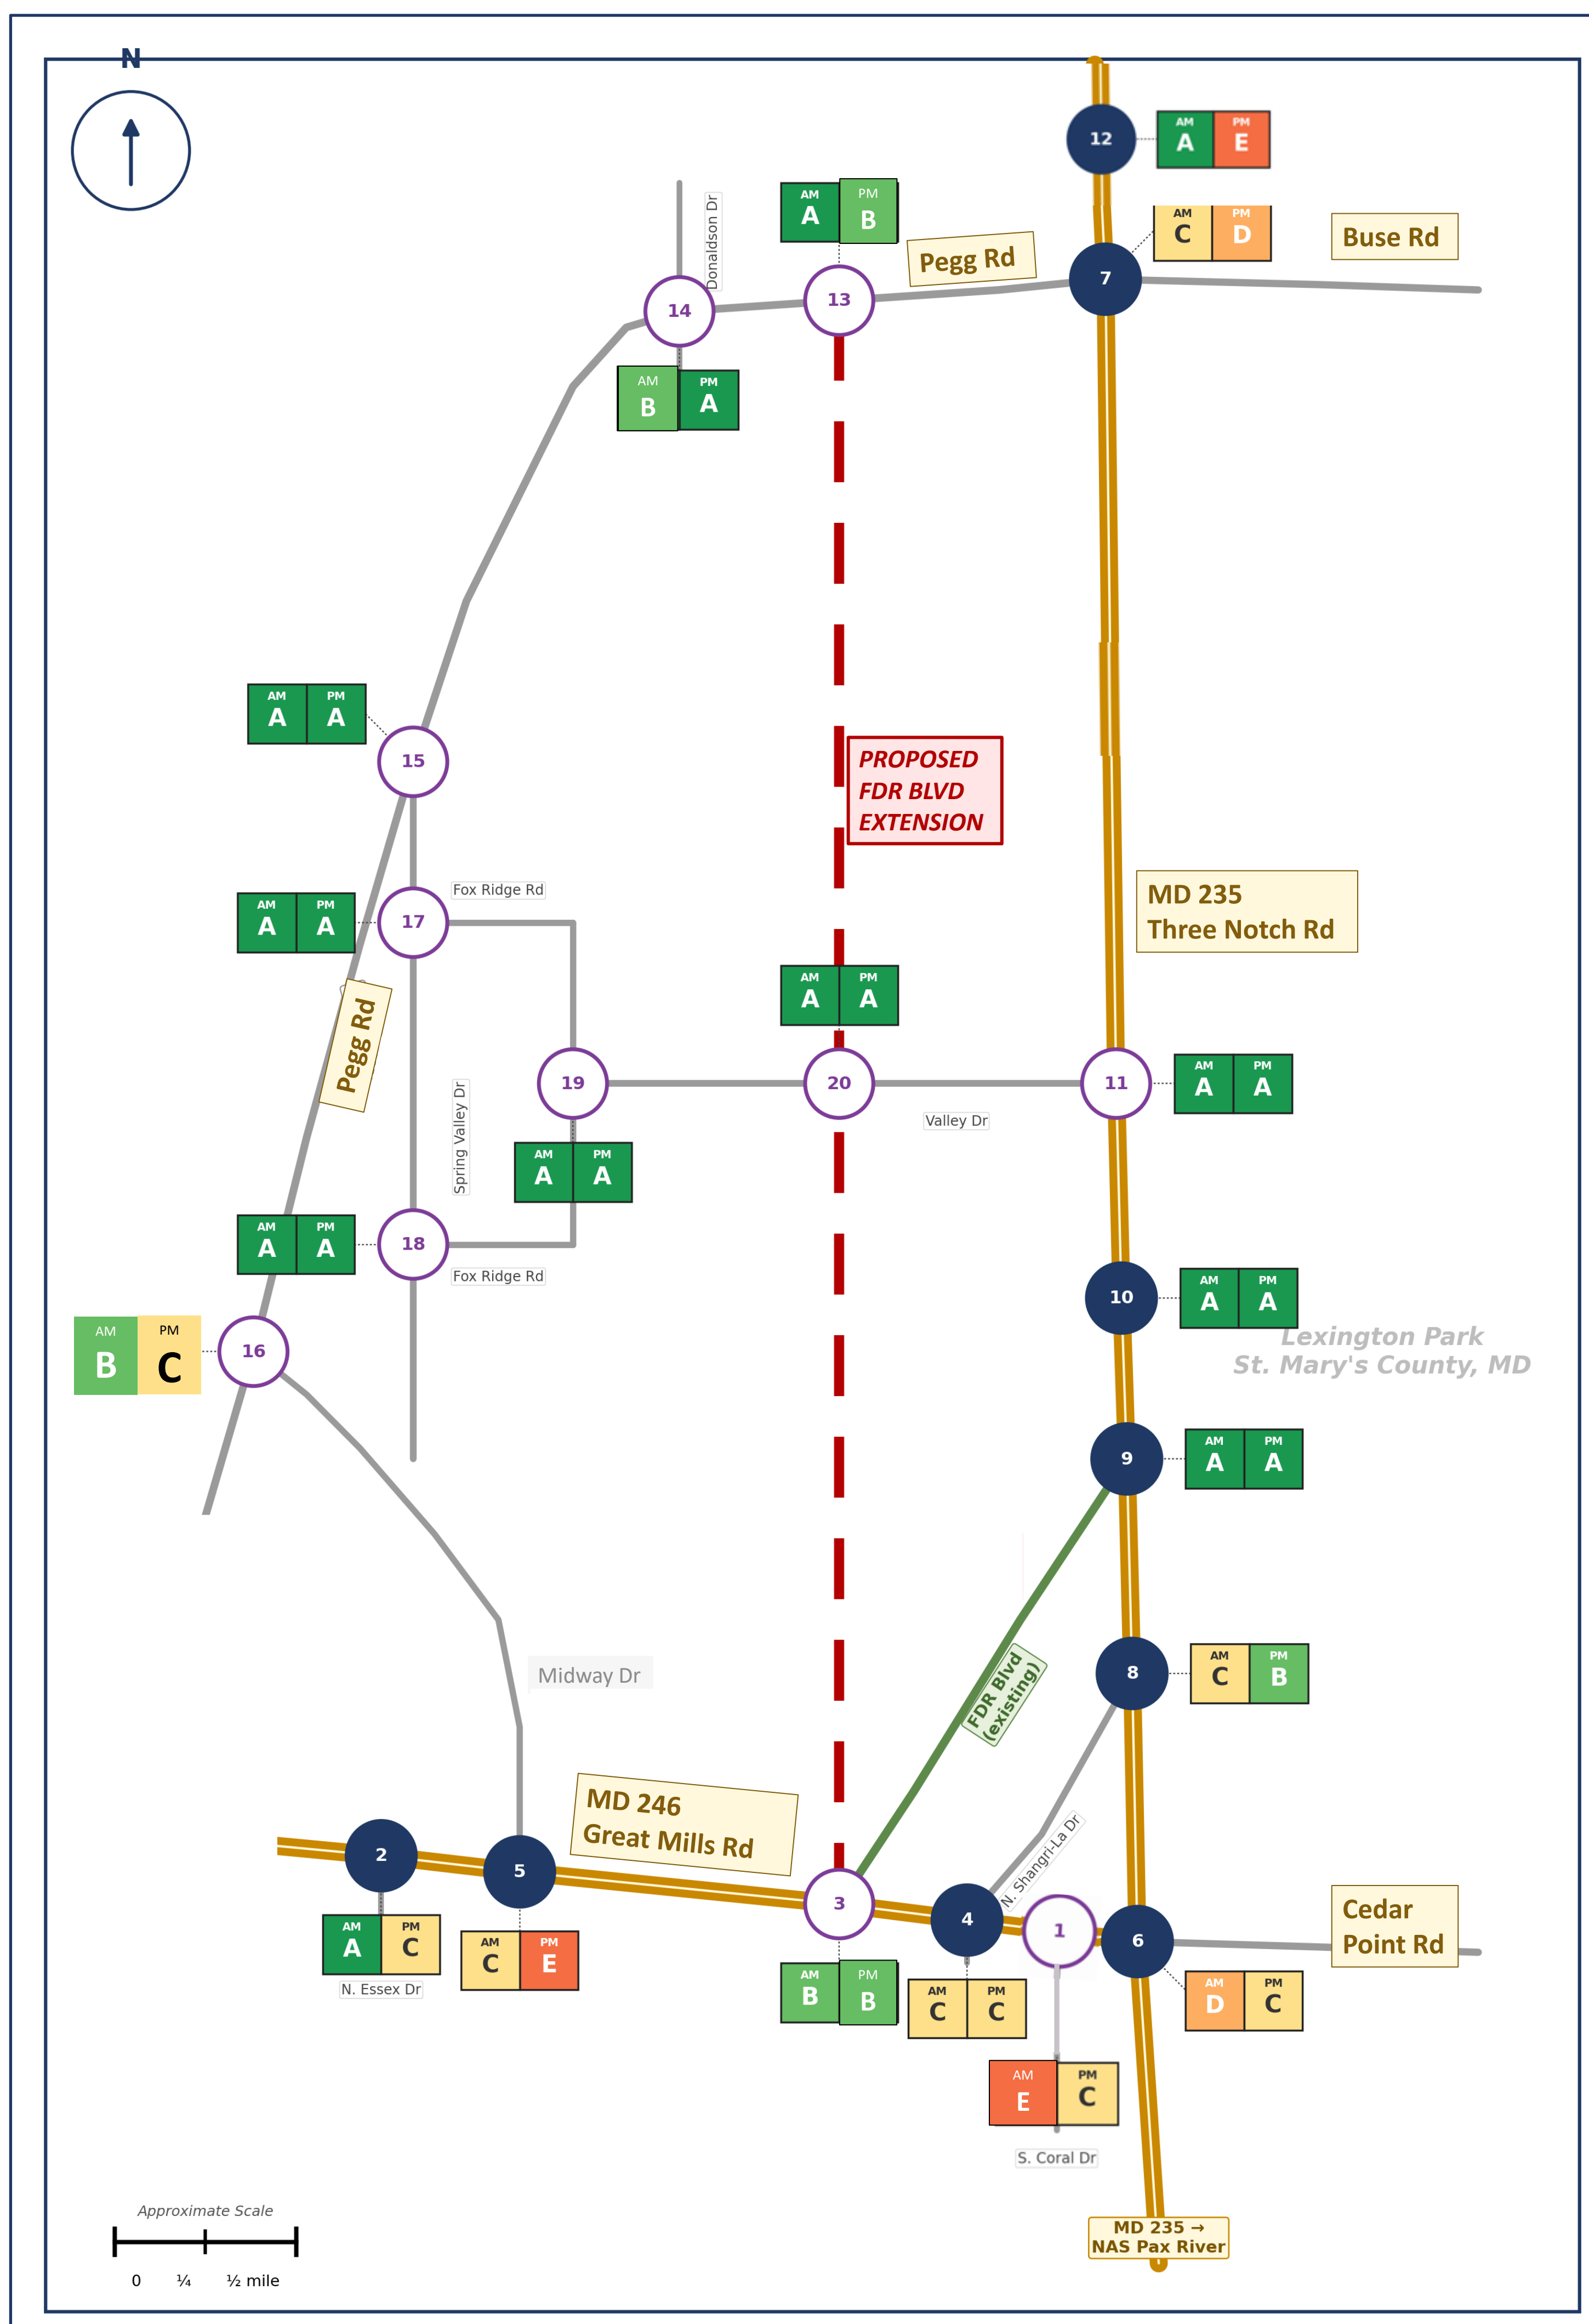 N
12
AM PM
A E
AM PM
A B
Donaldson Dr
Pegg Rd
AM PM
C D
Buse Rd
7
13
14
AM PM
B A
AM PM
A A
15
PROPOSED
FDR BLVD
EXTENSION
MD 235
Three Notch Rd
Fox Ridge Rd
AM PM
A A
17
Pegg Rd
AM PM
A A
19
20
11
AM PM
A A
Valley Dr
Spring Valley Dr
AM PM
A A
AM PM
A A
18
Fox Ridge Rd
10
AM PM
A A
Lexington Park
St. Mary's County, MD
AM PM
B C
16
9
AM PM
A A
Midway Dr
FDR Blvd
(existing)
8
AM PM
C B
MD 246
Great Mills Rd
N. Shangri-La Dr
2
5
3
4
1
6
Cedar
Point Rd
AM PM
A C
N. Essex Dr
AM PM
C E
AM PM
B B
AM PM
C C
AM PM
D C
AM PM
E C
S. Coral Dr
MD 235 →
NAS Pax River
Approximate Scale
0 ¼ ½ mile